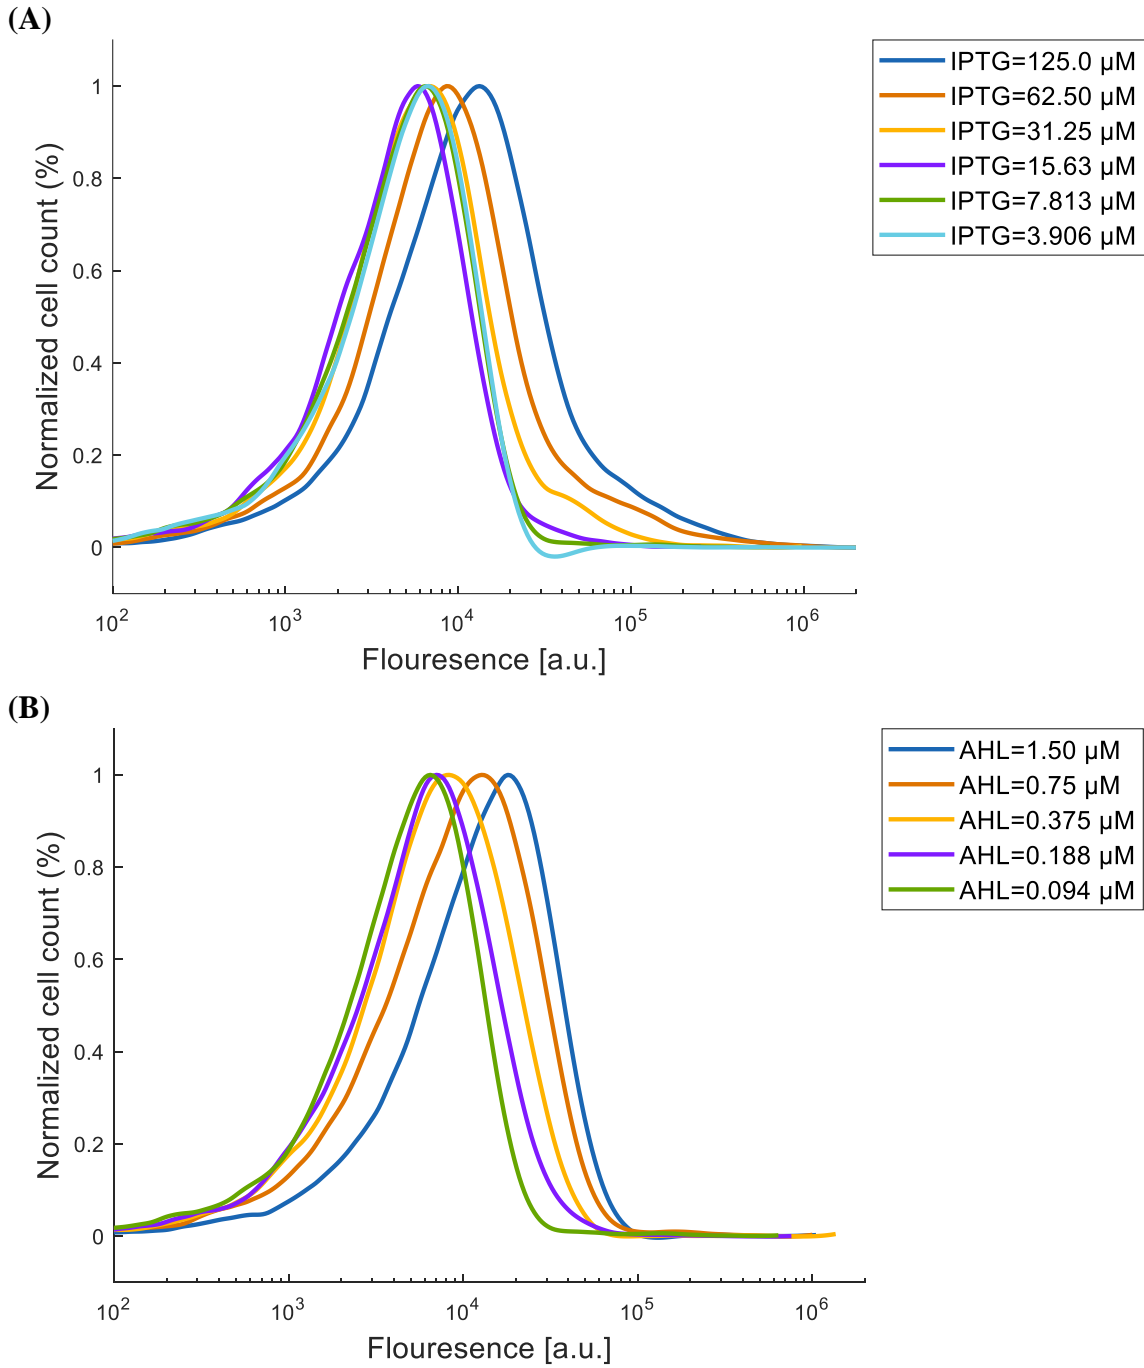 (A)
Normalized cell count (%)
1
0.8
0.6
0.4
0.2
0
10^2
10^3
10^4
10^5
10^6
Flouresence [a.u.]
IPTG=125.0 µM
IPTG=62.50 µM
IPTG=31.25 µM
IPTG=15.63 µM
IPTG=7.813 µM
IPTG=3.906 µM
(B)
Normalized cell count (%)
1
0.8
0.6
0.4
0.2
0
10^2
10^3
10^4
10^5
10^6
Flouresence [a.u.]
AHL=1.50 µM
AHL=0.75 µM
AHL=0.375 µM
AHL=0.188 µM
AHL=0.094 µM